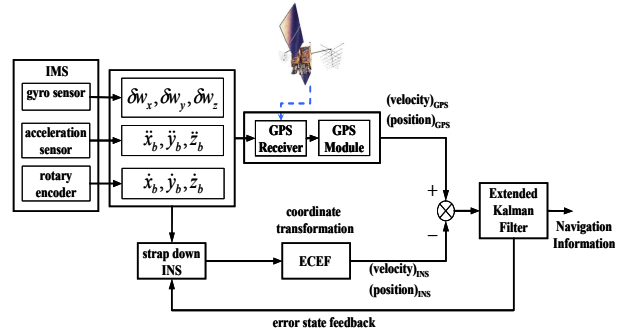 IMS
gyro sensor
acceleration
sensor
rotary
encoder
δw_x, δw_y, δw_z
ẍ_b, ÿ_b, z̈_b
ẋ_b, ẏ_b, ż_b
GPS
Receiver
GPS
Module
(velocity)_GPS
(position)_GPS
+
−
Extended
Kalman
Filter
Navigation
Information
strap down
INS
coordinate
transformation
ECEF
(velocity)_INS
(position)_INS
error state feedback